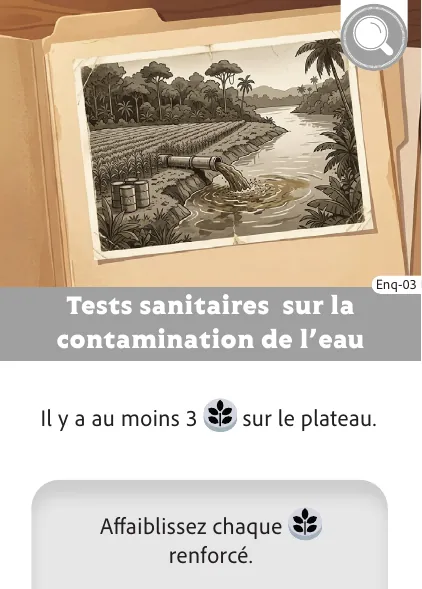 Enq-03
Tests sanitaires sur la
contamination de l'eau
Il y a au moins 3 sur le plateau.
Affaiblissez chaque
renforcé.